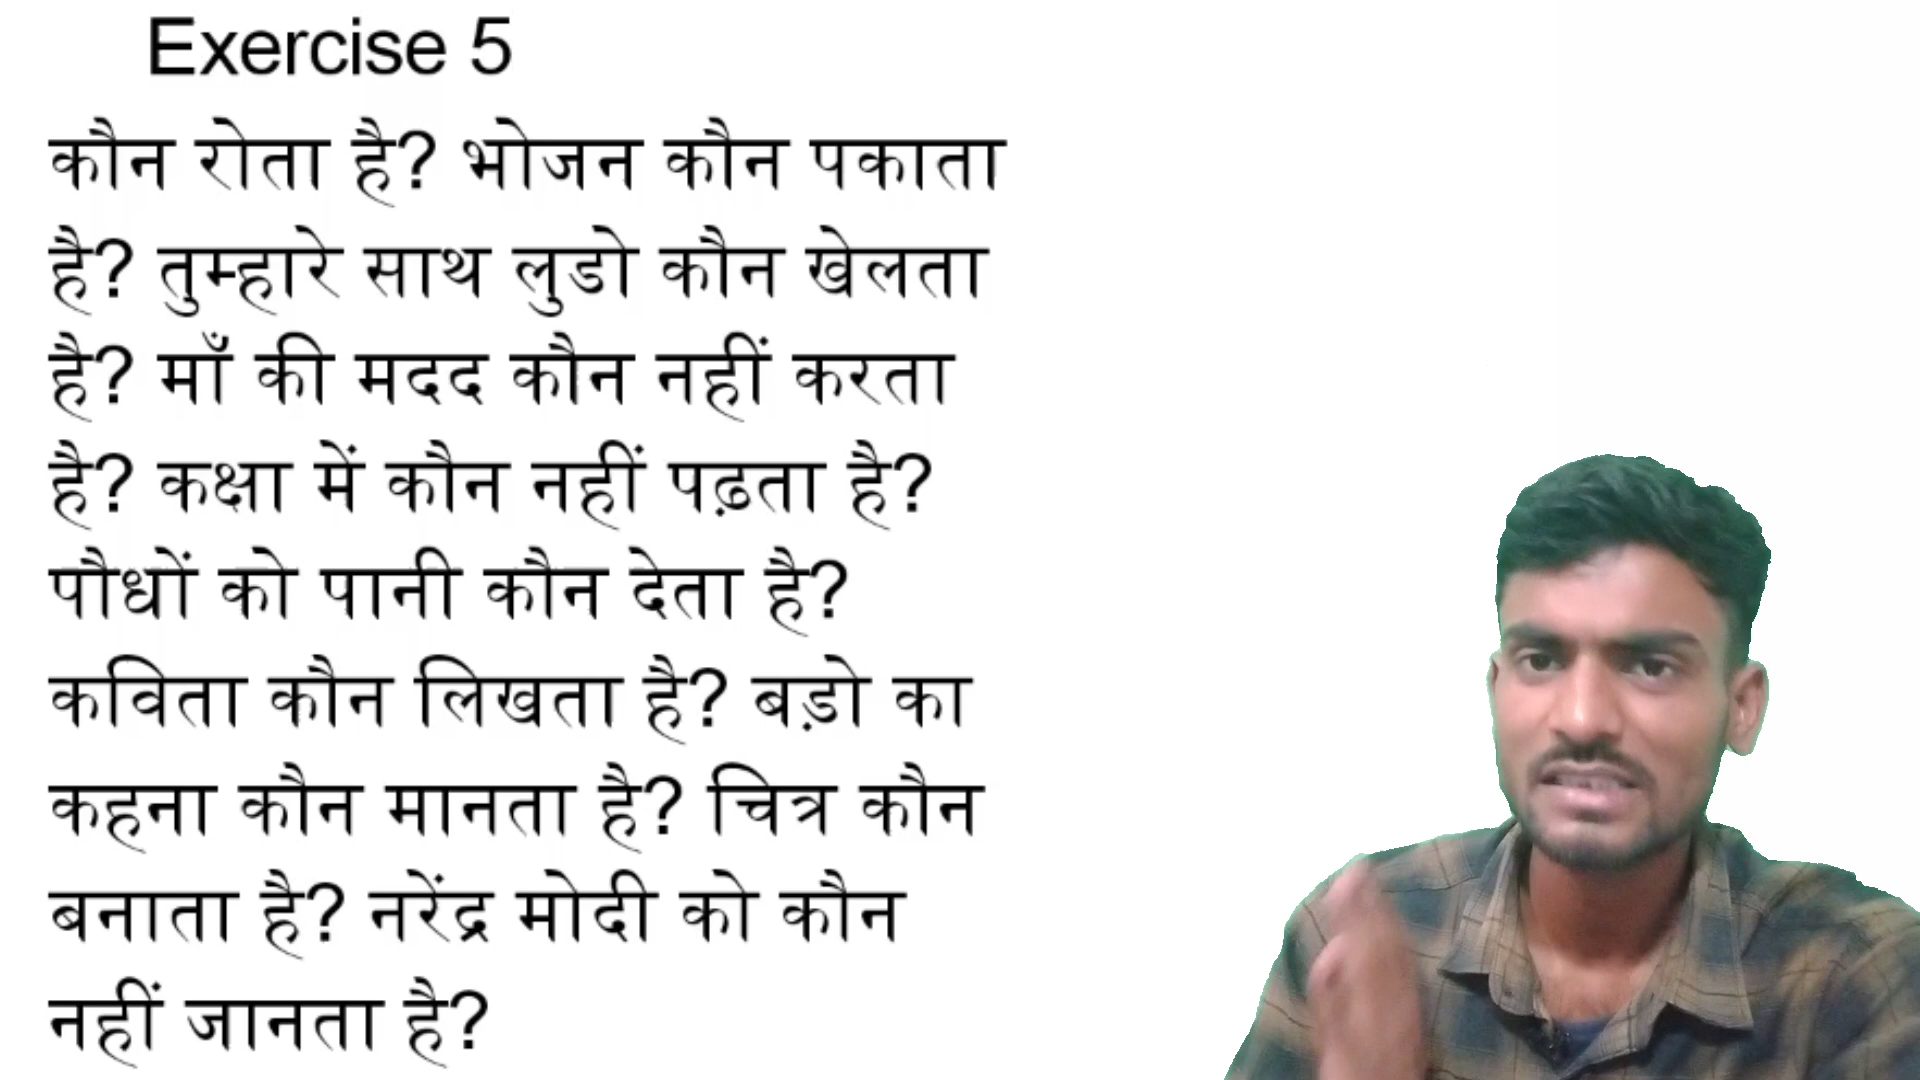 Exercise 5
कौन रोता है? भोजन कौन पकाता
है? तुम्हारे साथ लुडो कौन खेलता
है? माँ की मदद कौन नहीं करता
है? कक्षा में कौन नहीं पढ़ता है?
पौधों को पानी कौन देता है?
कविता कौन लिखता है? बड़ो का
कहना कौन मानता है? चित्र कौन
बनाता है? नरेंद्र मोदी को कौन
नहीं जानता है?